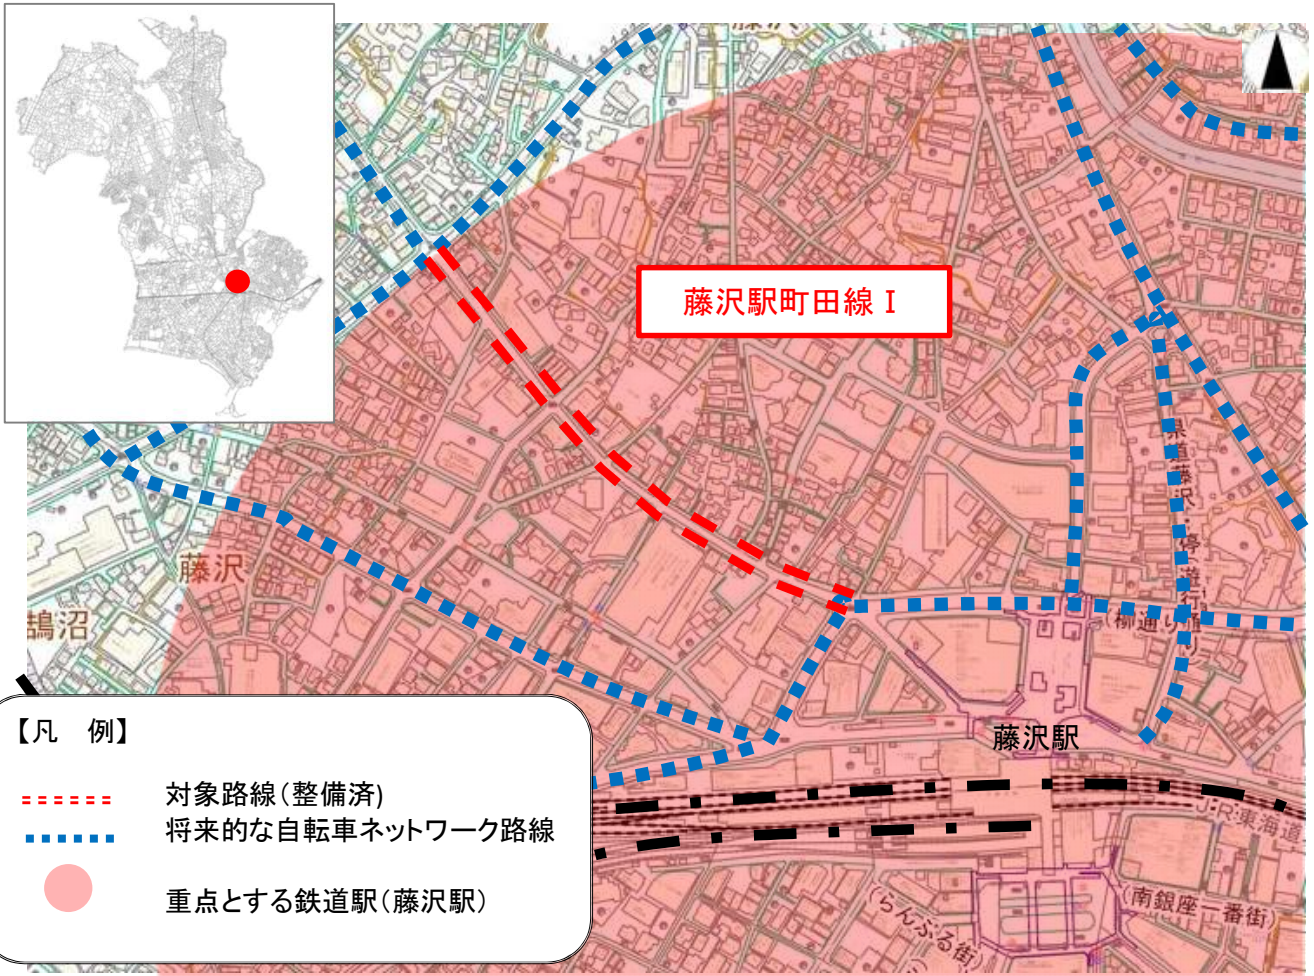 藤沢
藤沢駅町田線Ⅰ
藤沢
鵠沼
(柳通り)
藤沢駅
J・R・東海道
(らんぶる街)
(南銀座一番街)
【凡　例】
対象路線(整備済)
将来的な自転車ネットワーク路線
重点とする鉄道駅(藤沢駅)